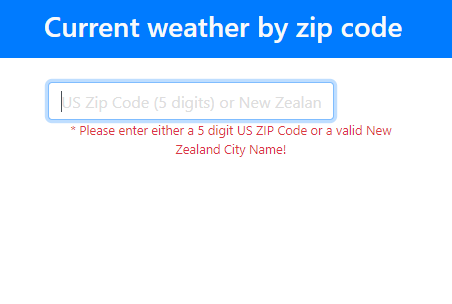 Current weather by zip code
US Zip Code (5 digits) or New Zealan
* Please enter either a 5 digit US ZIP Code or a valid New
Zealand City Name!